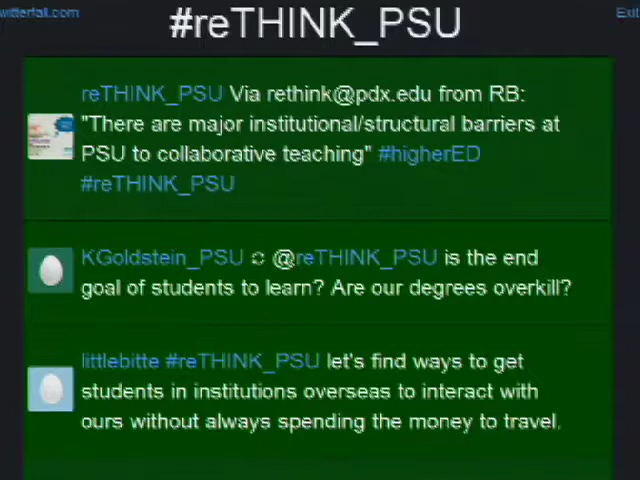 witterfall.com
Exit
#reTHINK_PSU
reTHINK_PSU Via rethink@pdx.edu from RB:
"There are major institutional/structural barriers at
PSU to collaborative teaching" #higherED
#reTHINK_PSU
KGoldstein_PSU @reTHINK_PSU is the end
goal of students to learn? Are our degrees overkill?
littlebitte #reTHINK_PSU let's find ways to get
students in institutions overseas to interact with
ours without always spending the money to travel.